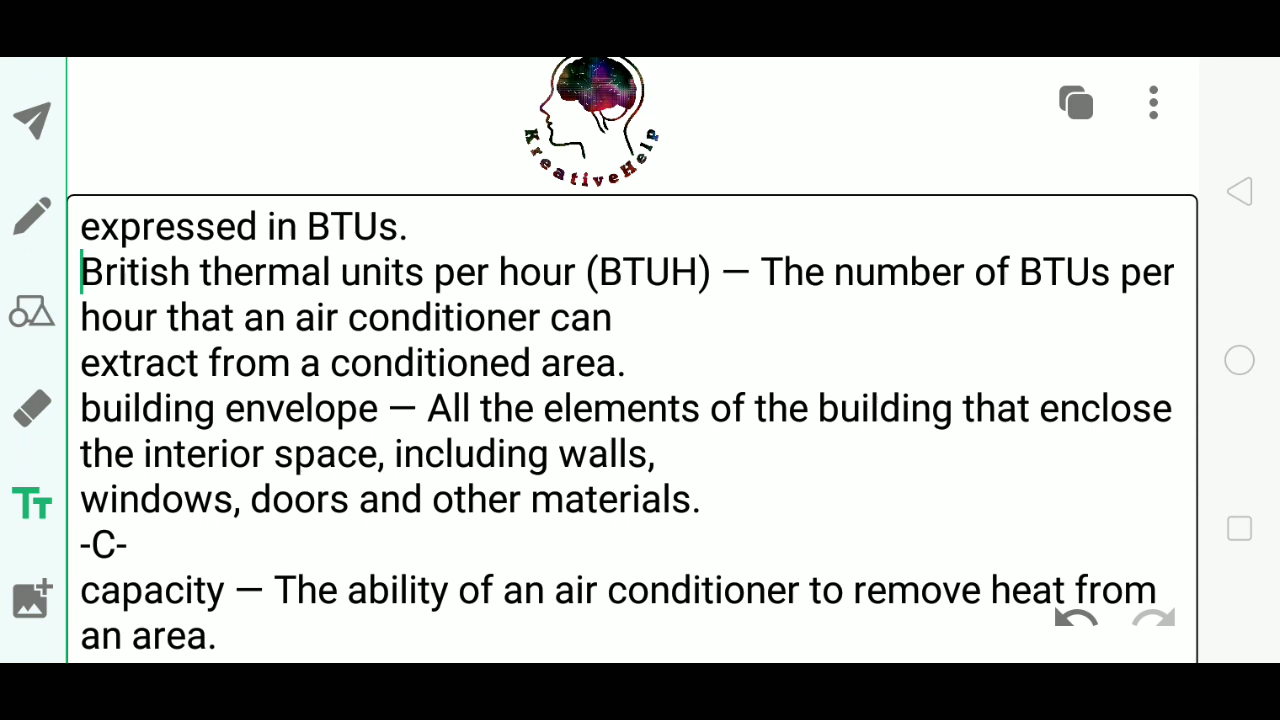 KreativeHelp
expressed in BTUs.
British thermal units per hour (BTUH) — The number of BTUs per
hour that an air conditioner can
extract from a conditioned area.
building envelope — All the elements of the building that enclose
the interior space, including walls,
windows, doors and other materials.
-C-
capacity — The ability of an air conditioner to remove heat from
an area.
TT